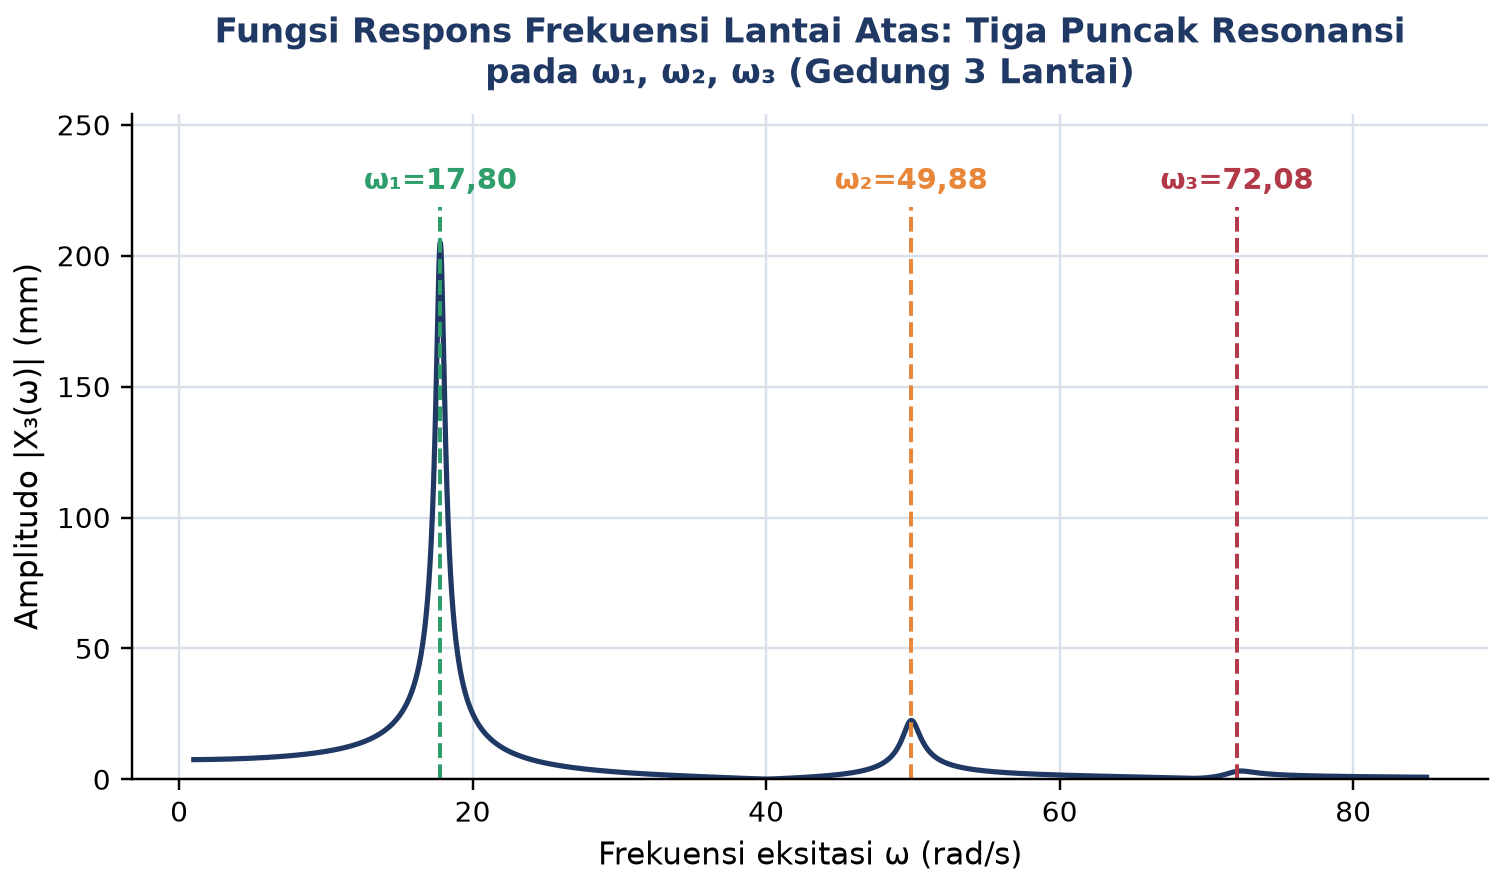 Fungsi Respons Frekuensi Lantai Atas: Tiga Puncak Resonansi
pada ω₁, ω₂, ω₃ (Gedung 3 Lantai)
250
200
150
100
50
0
Amplitudo |X₃(ω)| (mm)
ω₁=17,80
ω₂=49,88
ω₃=72,08
0
20
40
60
80
Frekuensi eksitasi ω (rad/s)